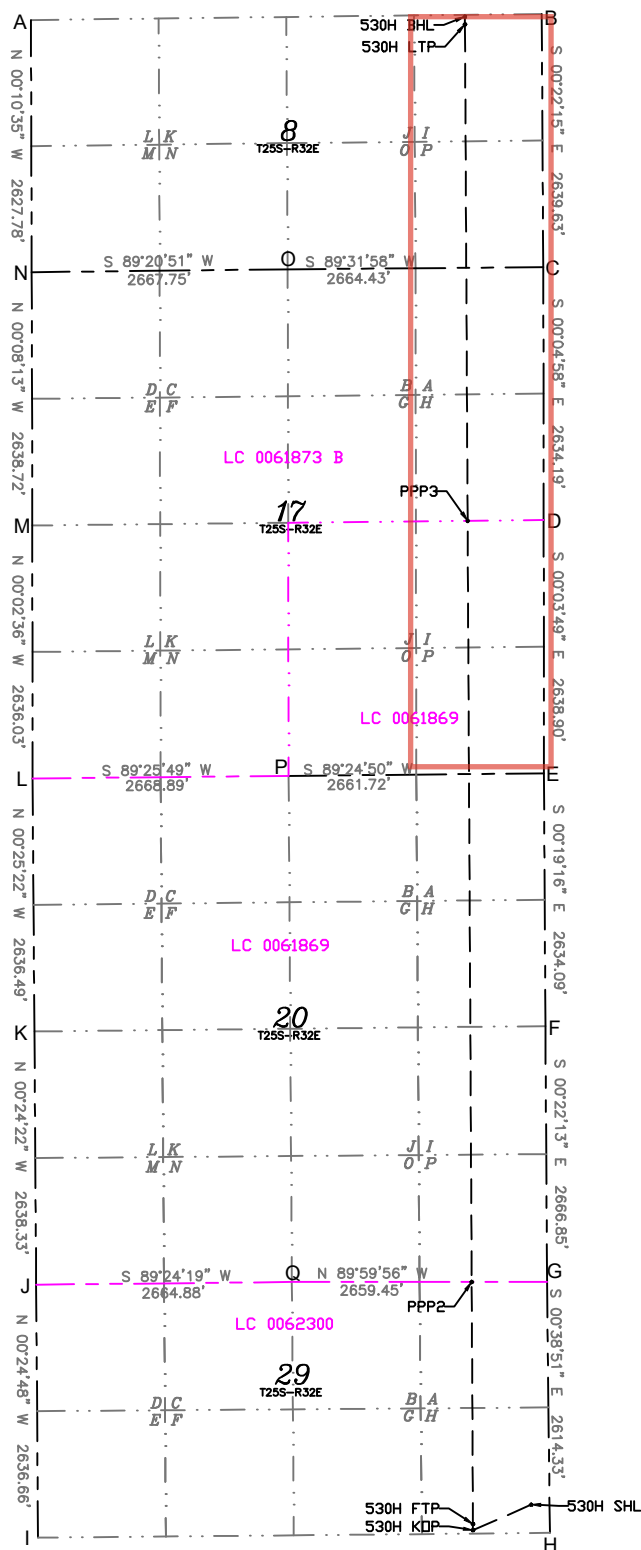 A
530H BHL
B
530H LTP
N 00°10'35" W 2627.78'
S 00°22'15" E 2639.63'
L K
M N
8
T25S-R32E
J I
O P
N
S 89°20'51" W
2667.75'
O
S 89°31'58" W
2664.43'
C
N 00°08'13" W 2638.72'
S 00°04'58" E 2634.19'
D C
E F
B A
G H
LC 0061873 B
PPP3
M
17
T25S-R32E
D
N 00°02'36" W 2636.03'
S 00°03'49" E 2638.90'
L K
M N
J I
O P
LC 0061869
L
S 89°25'49" W
2668.89'
P
S 89°24'50" W
2661.72'
E
N 00°25'22" W 2636.49'
S 00°19'16" E 2634.09'
D C
E F
B A
G H
LC 0061869
K
20
T25S-R32E
F
N 00°24'22" W 2638.33'
S 00°22'13" E 2666.85'
L K
M N
J I
O P
J
S 89°24'19" W
2664.88'
Q
N 89°59'56" W
2659.45'
G
PPP2
LC 0062300
N 00°24'48" W 2636.66'
S 00°38'51" E 2614.33'
29
T25S-R32E
D C
E F
B A
G H
530H FTP
530H SHL
530H KOP
I
H